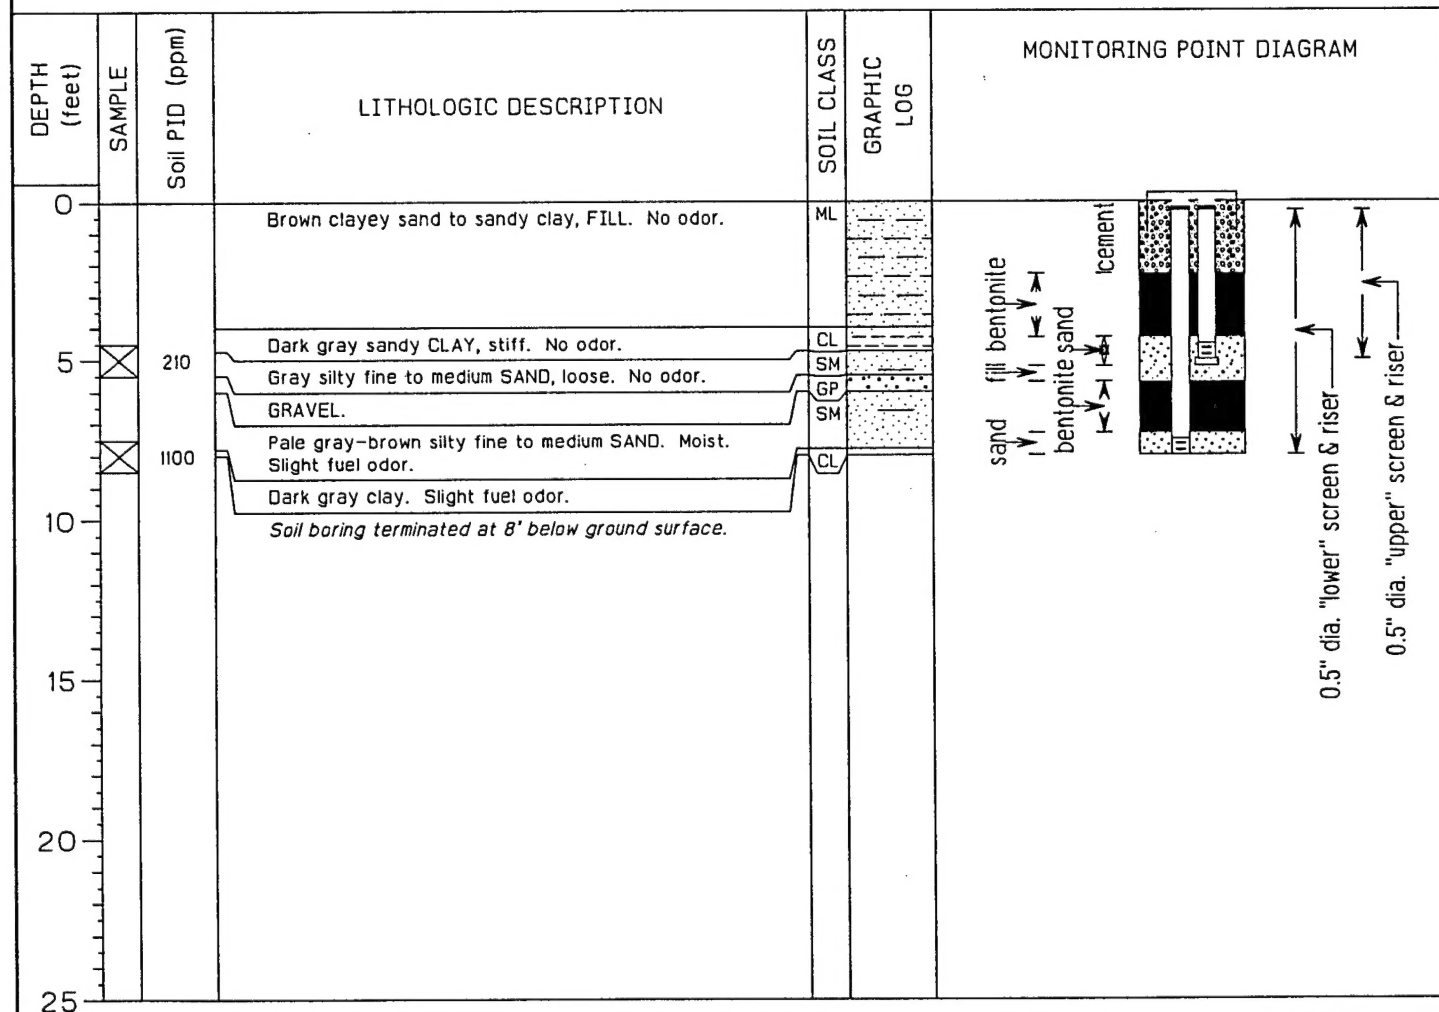 DEPTH
(feet)
SAMPLE
Soil PID (ppm)
LITHOLOGIC DESCRIPTION
SOIL CLASS
GRAPHIC
LOG
MONITORING POINT DIAGRAM
0
Brown clayey sand to sandy clay, FILL. No odor.
ML
cement
bentonite
Dark gray sandy CLAY, stiff. No odor.
CL
5
210
SM
fill
sand
Gray silty fine to medium SAND, loose. No odor.
GP
GRAVEL.
SM
bentonite
Pale gray-brown silty fine to medium SAND. Moist.
Slight fuel odor.
1100
CL
sand
Dark gray clay. Slight fuel odor.
10
Soil boring terminated at 8' below ground surface.
0.5" dia. "lower" screen & riser
0.5" dia. "upper" screen & riser
15
20
25